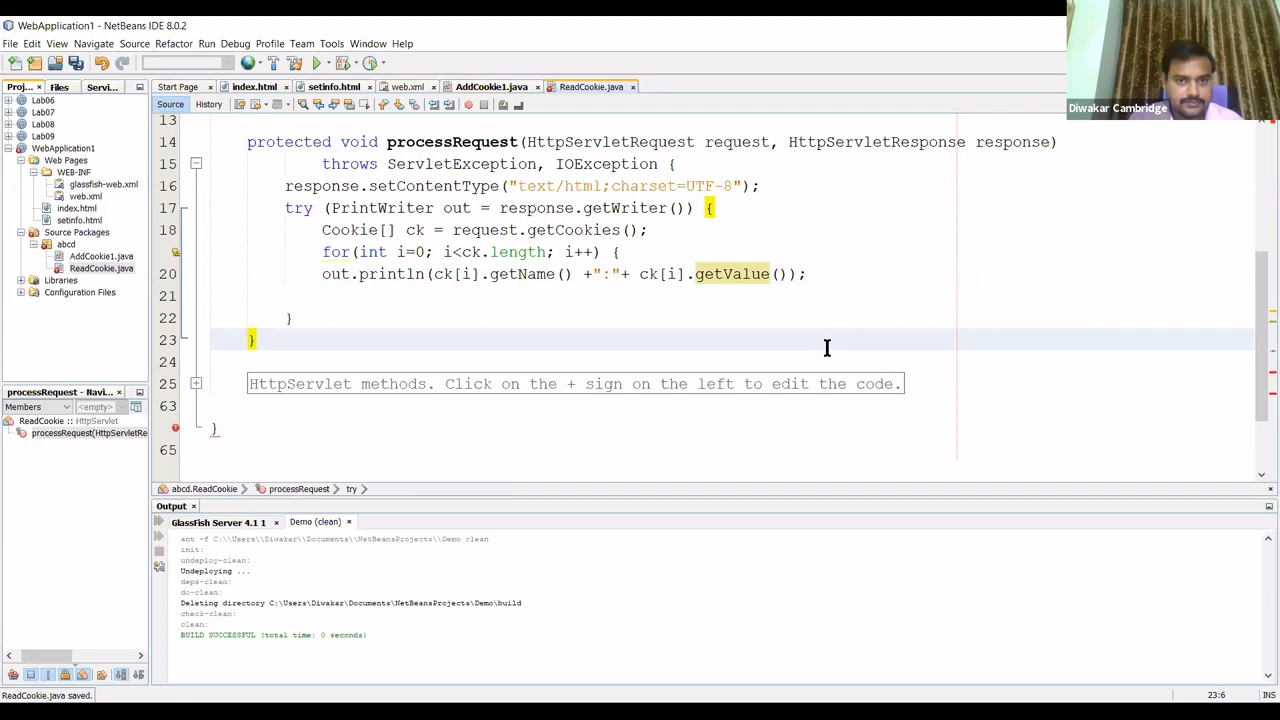 WebApplication1 - NetBeans IDE 8.0.2
File Edit View Navigate Source Refactor Run Debug Profile Team Tools Window Help
Diwakar Cambridge
Proj... × Files Servi...
Start Page index.html × setinfo.html × web.xml × AddCookie1.java × ReadCookie.java ×
Source History
Lab06
Lab07
Lab08
Lab09
WebApplication1
Web Pages
WEB-INF
glassfish-web.xml
web.xml
index.html
setinfo.html
Source Packages
abcd
AddCookie1.java
ReadCookie.java
Libraries
Configuration Files
13
14 protected void processRequest(HttpServletRequest request, HttpServletResponse response)
15 throws ServletException, IOException {
16 response.setContentType("text/html;charset=UTF-8");
17 try (PrintWriter out = response.getWriter()) {
18 Cookie[] ck = request.getCookies();
for(int i=0; i<ck.length; i++) {
20 out.println(ck[i].getName() +":"+ ck[i].getValue());
21
22 }
23 }
24
25 HttpServlet methods. Click on the + sign on the left to edit the code.
63
}
65
processRequest - Navi... ×
Members <empty>
ReadCookie :: HttpServlet
processRequest(HttpServletRe
abcd.ReadCookie processRequest try
Output ×
GlassFish Server 4.1 1 × Demo (clean) ×
ant -f C:\\Users\\Diwakar\\Documents\\NetBeansProjects\\Demo clean
init:
undeploy-clean:
Undeploying ...
deps-clean:
do-clean:
Deleting directory C:\Users\Diwakar\Documents\NetBeansProjects\Demo\build
check-clean:
clean:
BUILD SUCCESSFUL (total time: 0 seconds)
ReadCookie.java saved.
23:6 INS